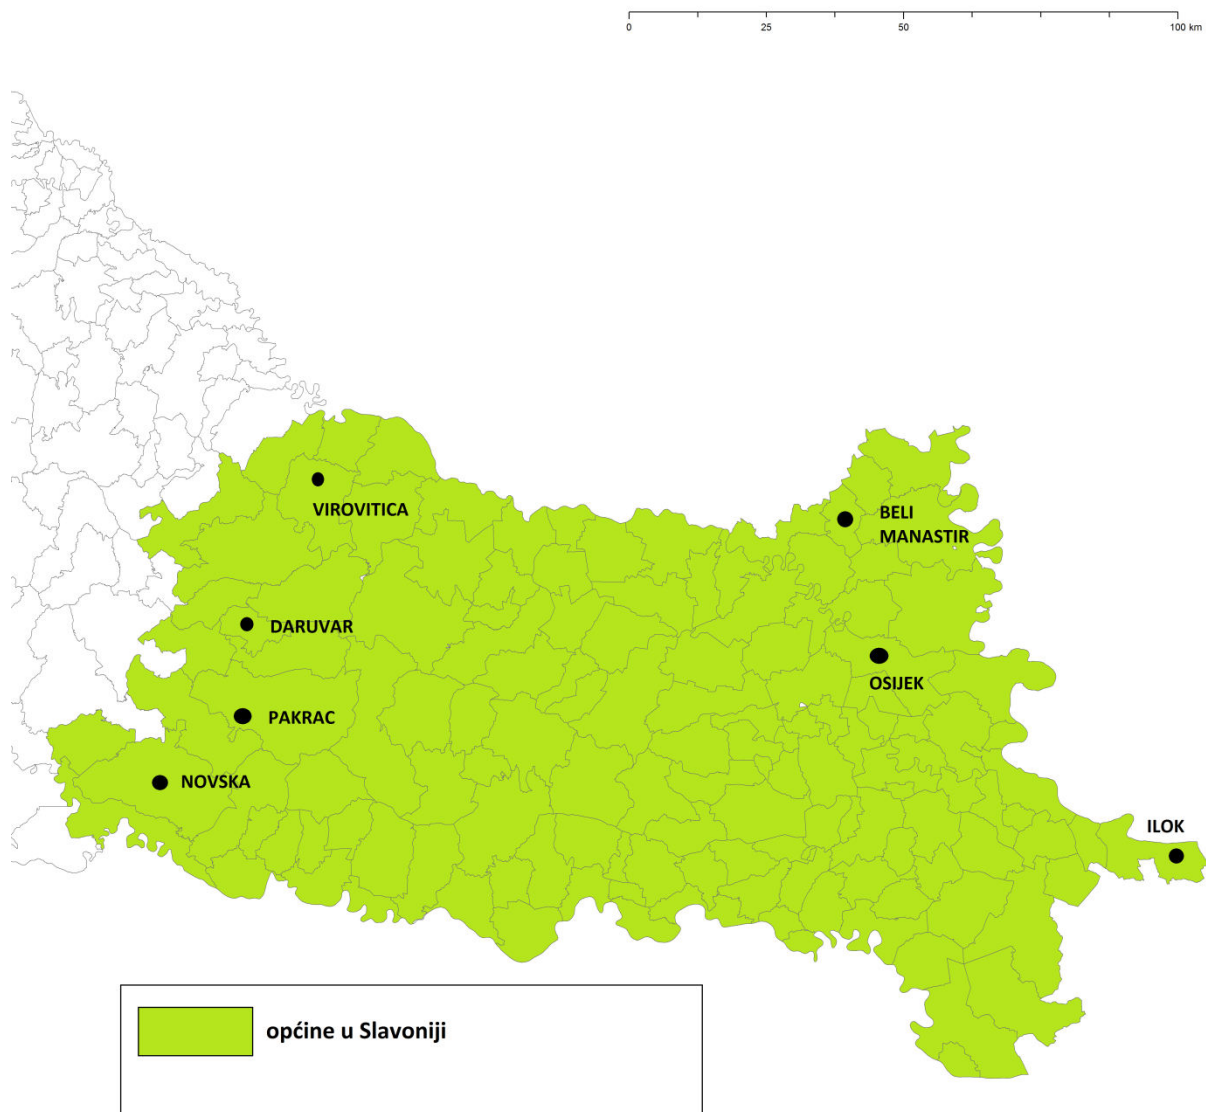 0 25 50 100 km
VIROVITICA
BELI
MANASTIR
DARUVAR
OSIJEK
PAKRAC
NOVSKA
ILOK
općine u Slavoniji